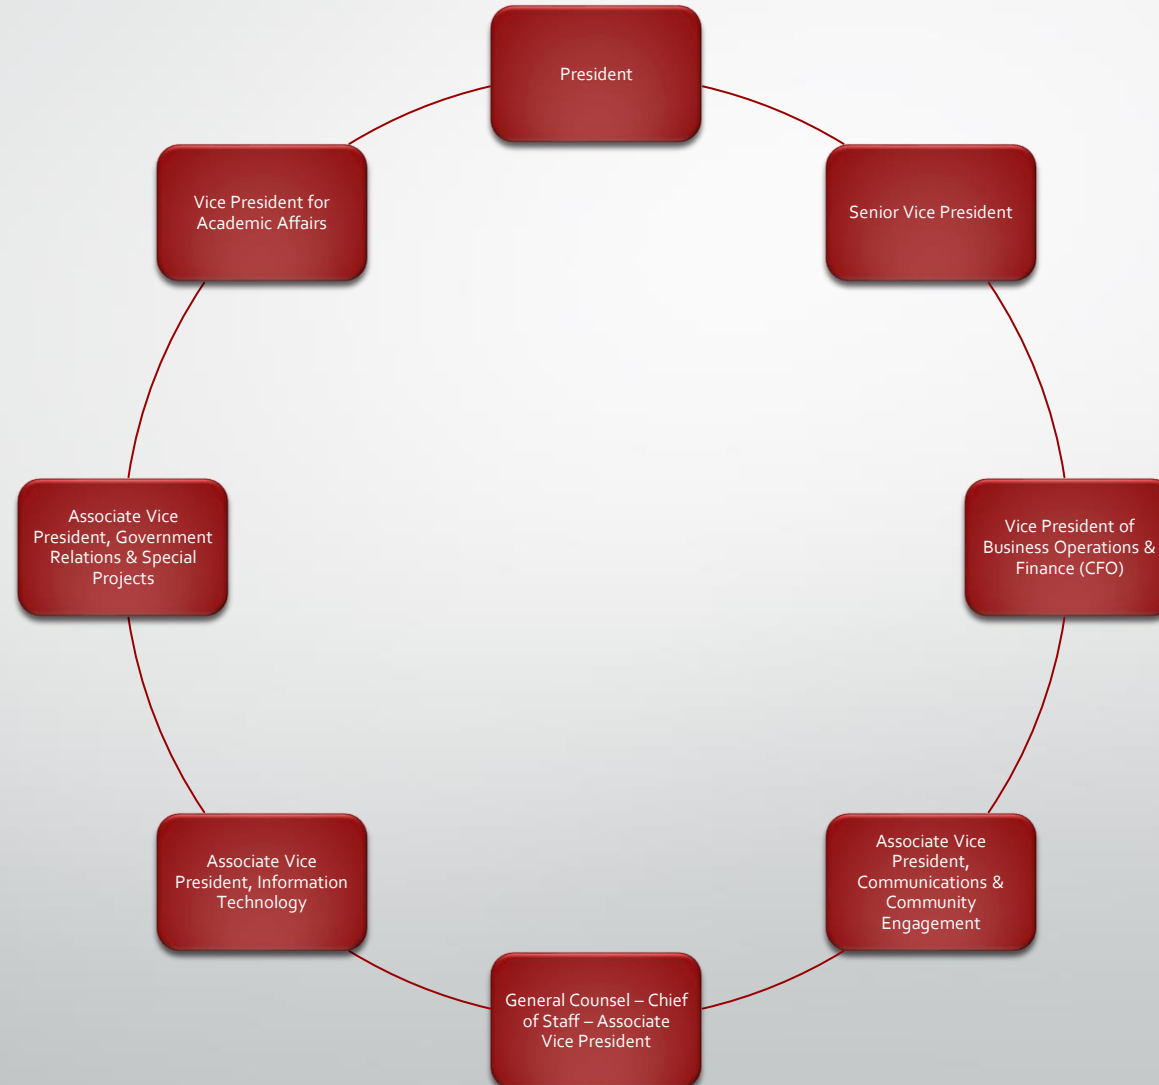 President
Senior Vice President
Vice President of
Business Operations &
Finance (CFO)
Associate Vice
President,
Communications &
Community
Engagement
General Counsel – Chief
of Staff – Associate
Vice President
Associate Vice
President, Information
Technology
Associate Vice
President, Government
Relations & Special
Projects
Vice President for
Academic Affairs